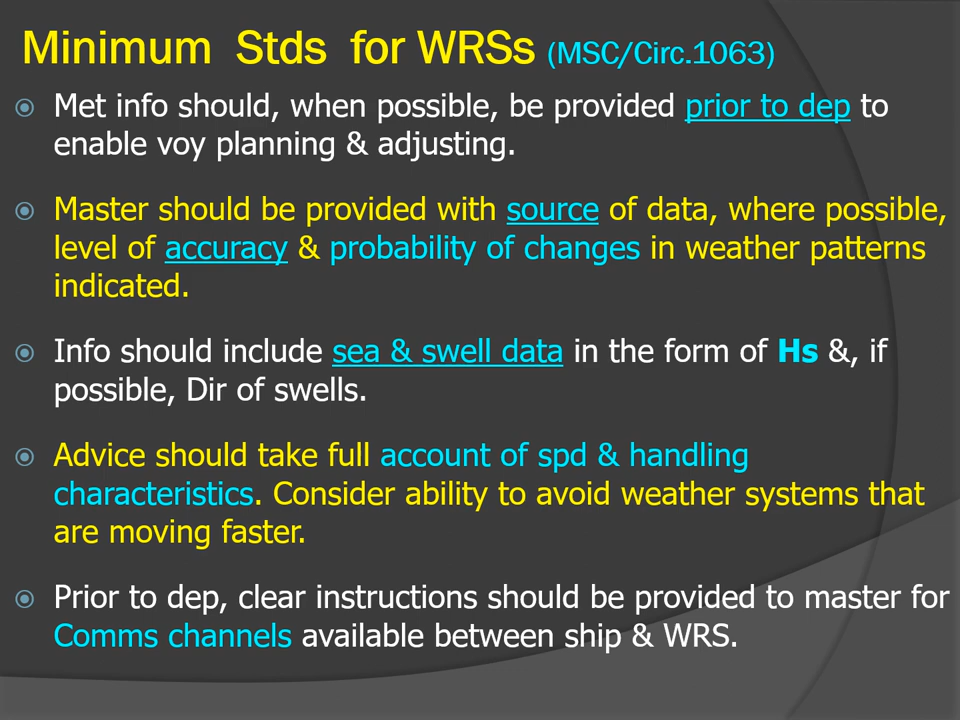 Minimum Stds for WRSs (MSC/Circ.1063)
Met info should, when possible, be provided prior to dep to
enable voy planning & adjusting.
Master should be provided with source of data, where possible,
level of accuracy & probability of changes in weather patterns
indicated.
Info should include sea & swell data in the form of Hs &, if
possible, Dir of swells.
Advice should take full account of spd & handling
characteristics. Consider ability to avoid weather systems that
are moving faster.
Prior to dep, clear instructions should be provided to master for
Comms channels available between ship & WRS.